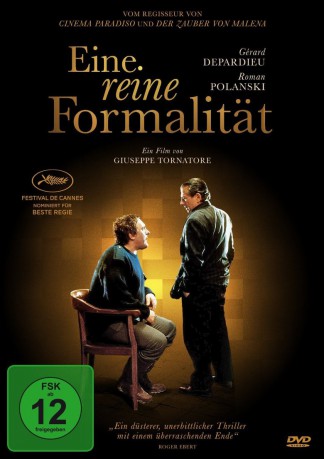 VOM REGISSEUR VON
CINEMA PARADISO UND DER ZAUBER VON MALENA
Gérard
DEPARDIEU
Roman
POLANSKI
Eine
reine
Formalität
Ein Film von
GIUSEPPE TORNATORE
FESTIVAL DE CANNES
NOMINIERT FÜR
BESTE REGIE
FSK
ab
12
freigegeben
„Ein düsterer, unerbittlicher Thriller
mit einem überraschenden Ende“
ROGER EBERT
DVD